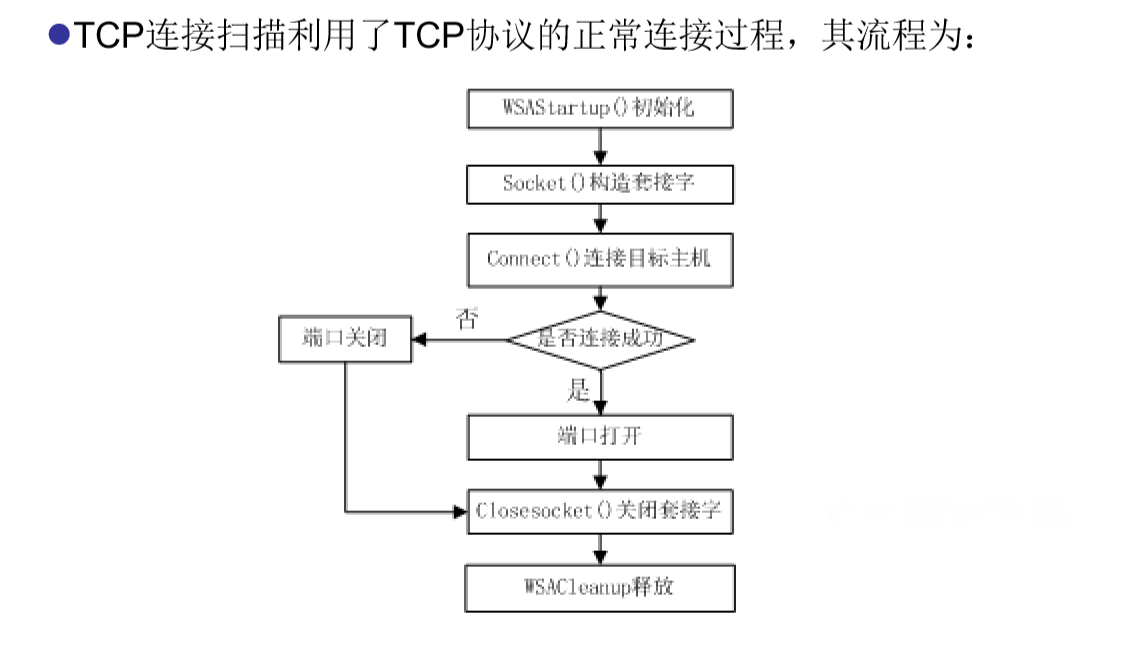 TCP连接扫描利用了TCP协议的正常连接过程，其流程为：
WSAStartup()初始化
Socket()构造套接字
Connect()连接目标主机
是否连接成功
否
端口关闭
是
端口打开
Closesocket()关闭套接字
WSACleanup释放